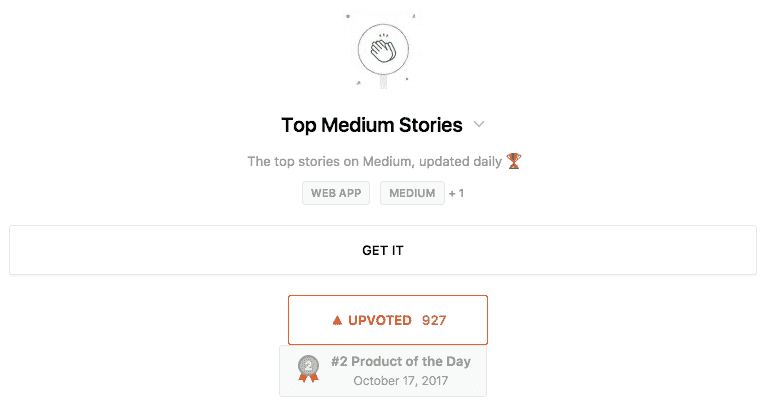 Top Medium Stories
The top stories on Medium, updated daily 🏆
WEB APP MEDIUM + 1
GET IT
▲ UPVOTED 927
2 #2 Product of the Day
October 17, 2017